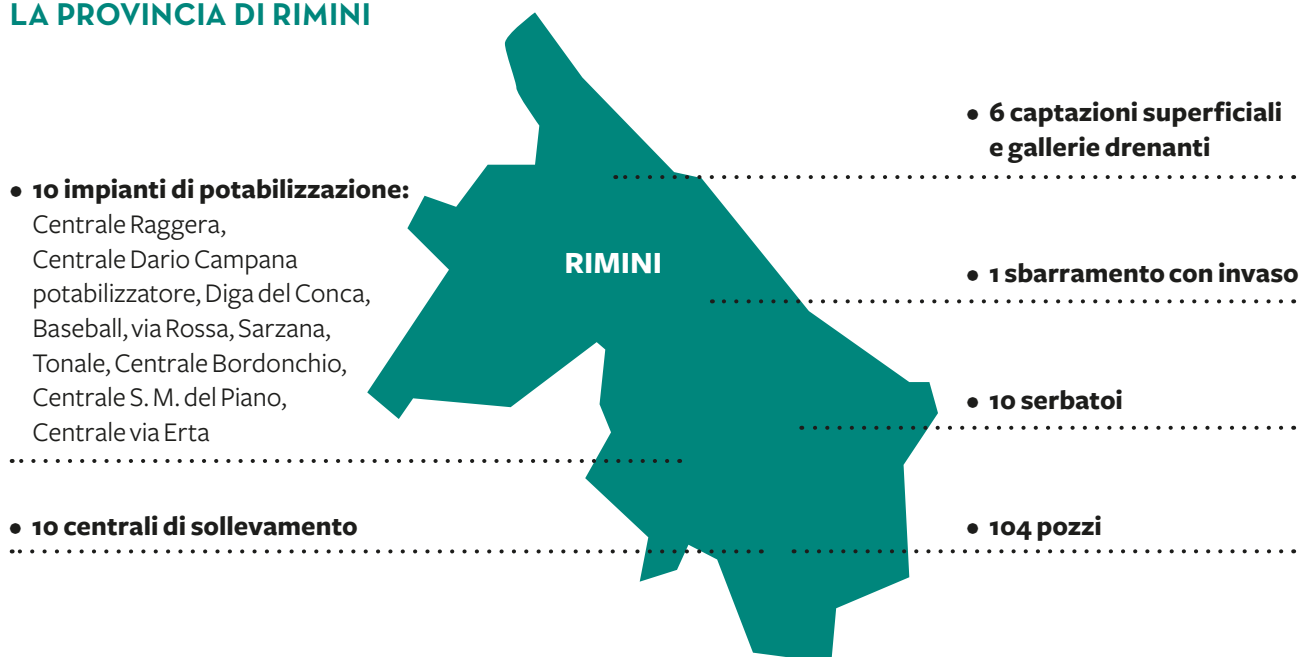 LA PROVINCIA DI RIMINI
• 10 impianti di potabilizzazione:
Centrale Raggera,
Centrale Dario Campana
potabilizzatore, Diga del Conca,
Baseball, via Rossa, Sarzana,
Tonale, Centrale Bordonchio,
Centrale S. M. del Piano,
Centrale via Erta
• 10 centrali di sollevamento
RIMINI
• 6 captazioni superficiali
e gallerie drenanti
• 1 sbarramento con invaso
• 10 serbatoi
• 104 pozzi